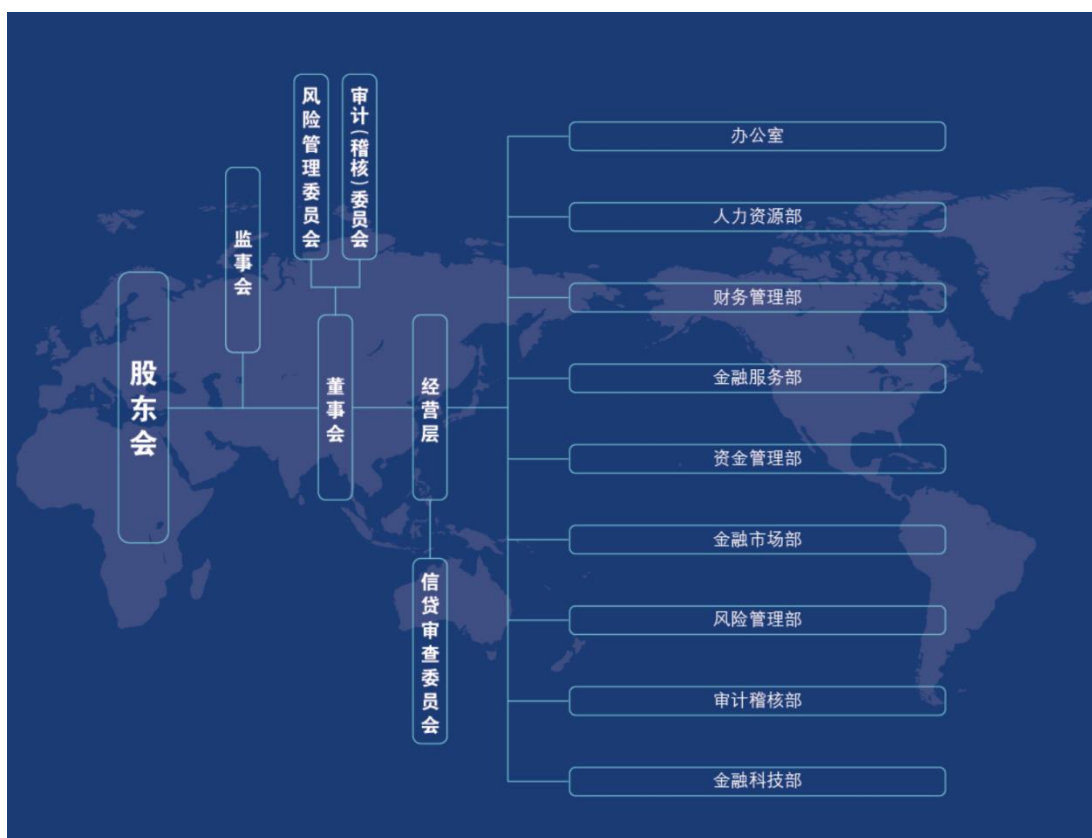 股东会
监事会
风险管理委员会
审计(稽核)委员会
董事会
经营层
信贷审查委员会
办公室
人力资源部
财务管理部
金融服务部
资金管理部
金融市场部
风险管理部
审计稽核部
金融科技部